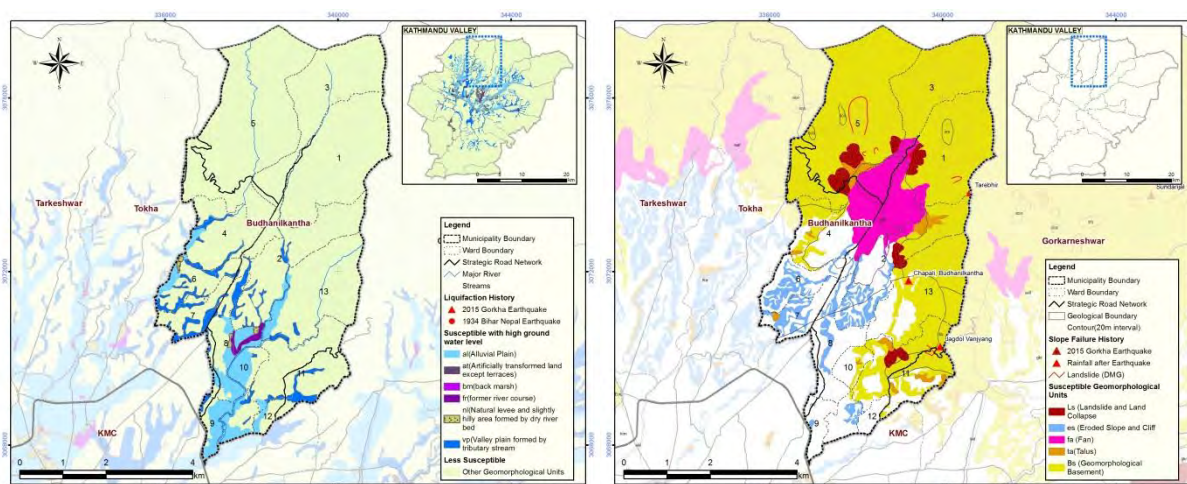 336000
340000
344000
KATHMANDU VALLEY
N
W
E
S
3076000
3
5
1
0
10
20
km
Tarkeshwar
Tokha
Budhanilkantha
4
2
6
3072000
13
7
8
10
12
9
KMC
3068000
0
1
2
4
km
Legend
Municipality Boundary
Ward Boundary
Strategic Road Network
Major River
Streams
Liquifaction History
2015 Gorkha Earthquake
1934 Bihar Nepal Earthquake
Susceptible with high ground
water level
al(Alluvial Plain)
at(Artificially transformed land
except terraces)
bm(back marsh)
fr(former river course)
nl(Natural levee and slightly
hilly area formed by dry river
bed
vp(Valley plain formed by
tributary stream
Less Susceptible
Other Geomorphological Units
336000
340000
344000
KATHMANDU VALLEY
N
W
E
S
3076000
5
1
0
10
20
km
Tarebhir
Sundarijal
Tarkeshwar
Tokha
Budhanilkantha
4
Gorkarneshwar
3072000
Chapali, Budhanilkantha
13
8
Jagdol Vanjyang
10
11
12
9
KMC
3068000
0
1
2
4
km
Legend
Municipality Boundary
Ward Boundary
Strategic Road Network
Geological Boundary
Contour(20m interval)
Slope Failure History
2015 Gorkha Earthquake
Rainfall after Earthquake
Landslide (DMG)
Susceptible Geomorphological
Units
Ls (Landslide and Land
Collapse
es (Eroded Slope and Cliff
fa (Fan)
ta(Talus)
Bs (Geomorphological
Basement)